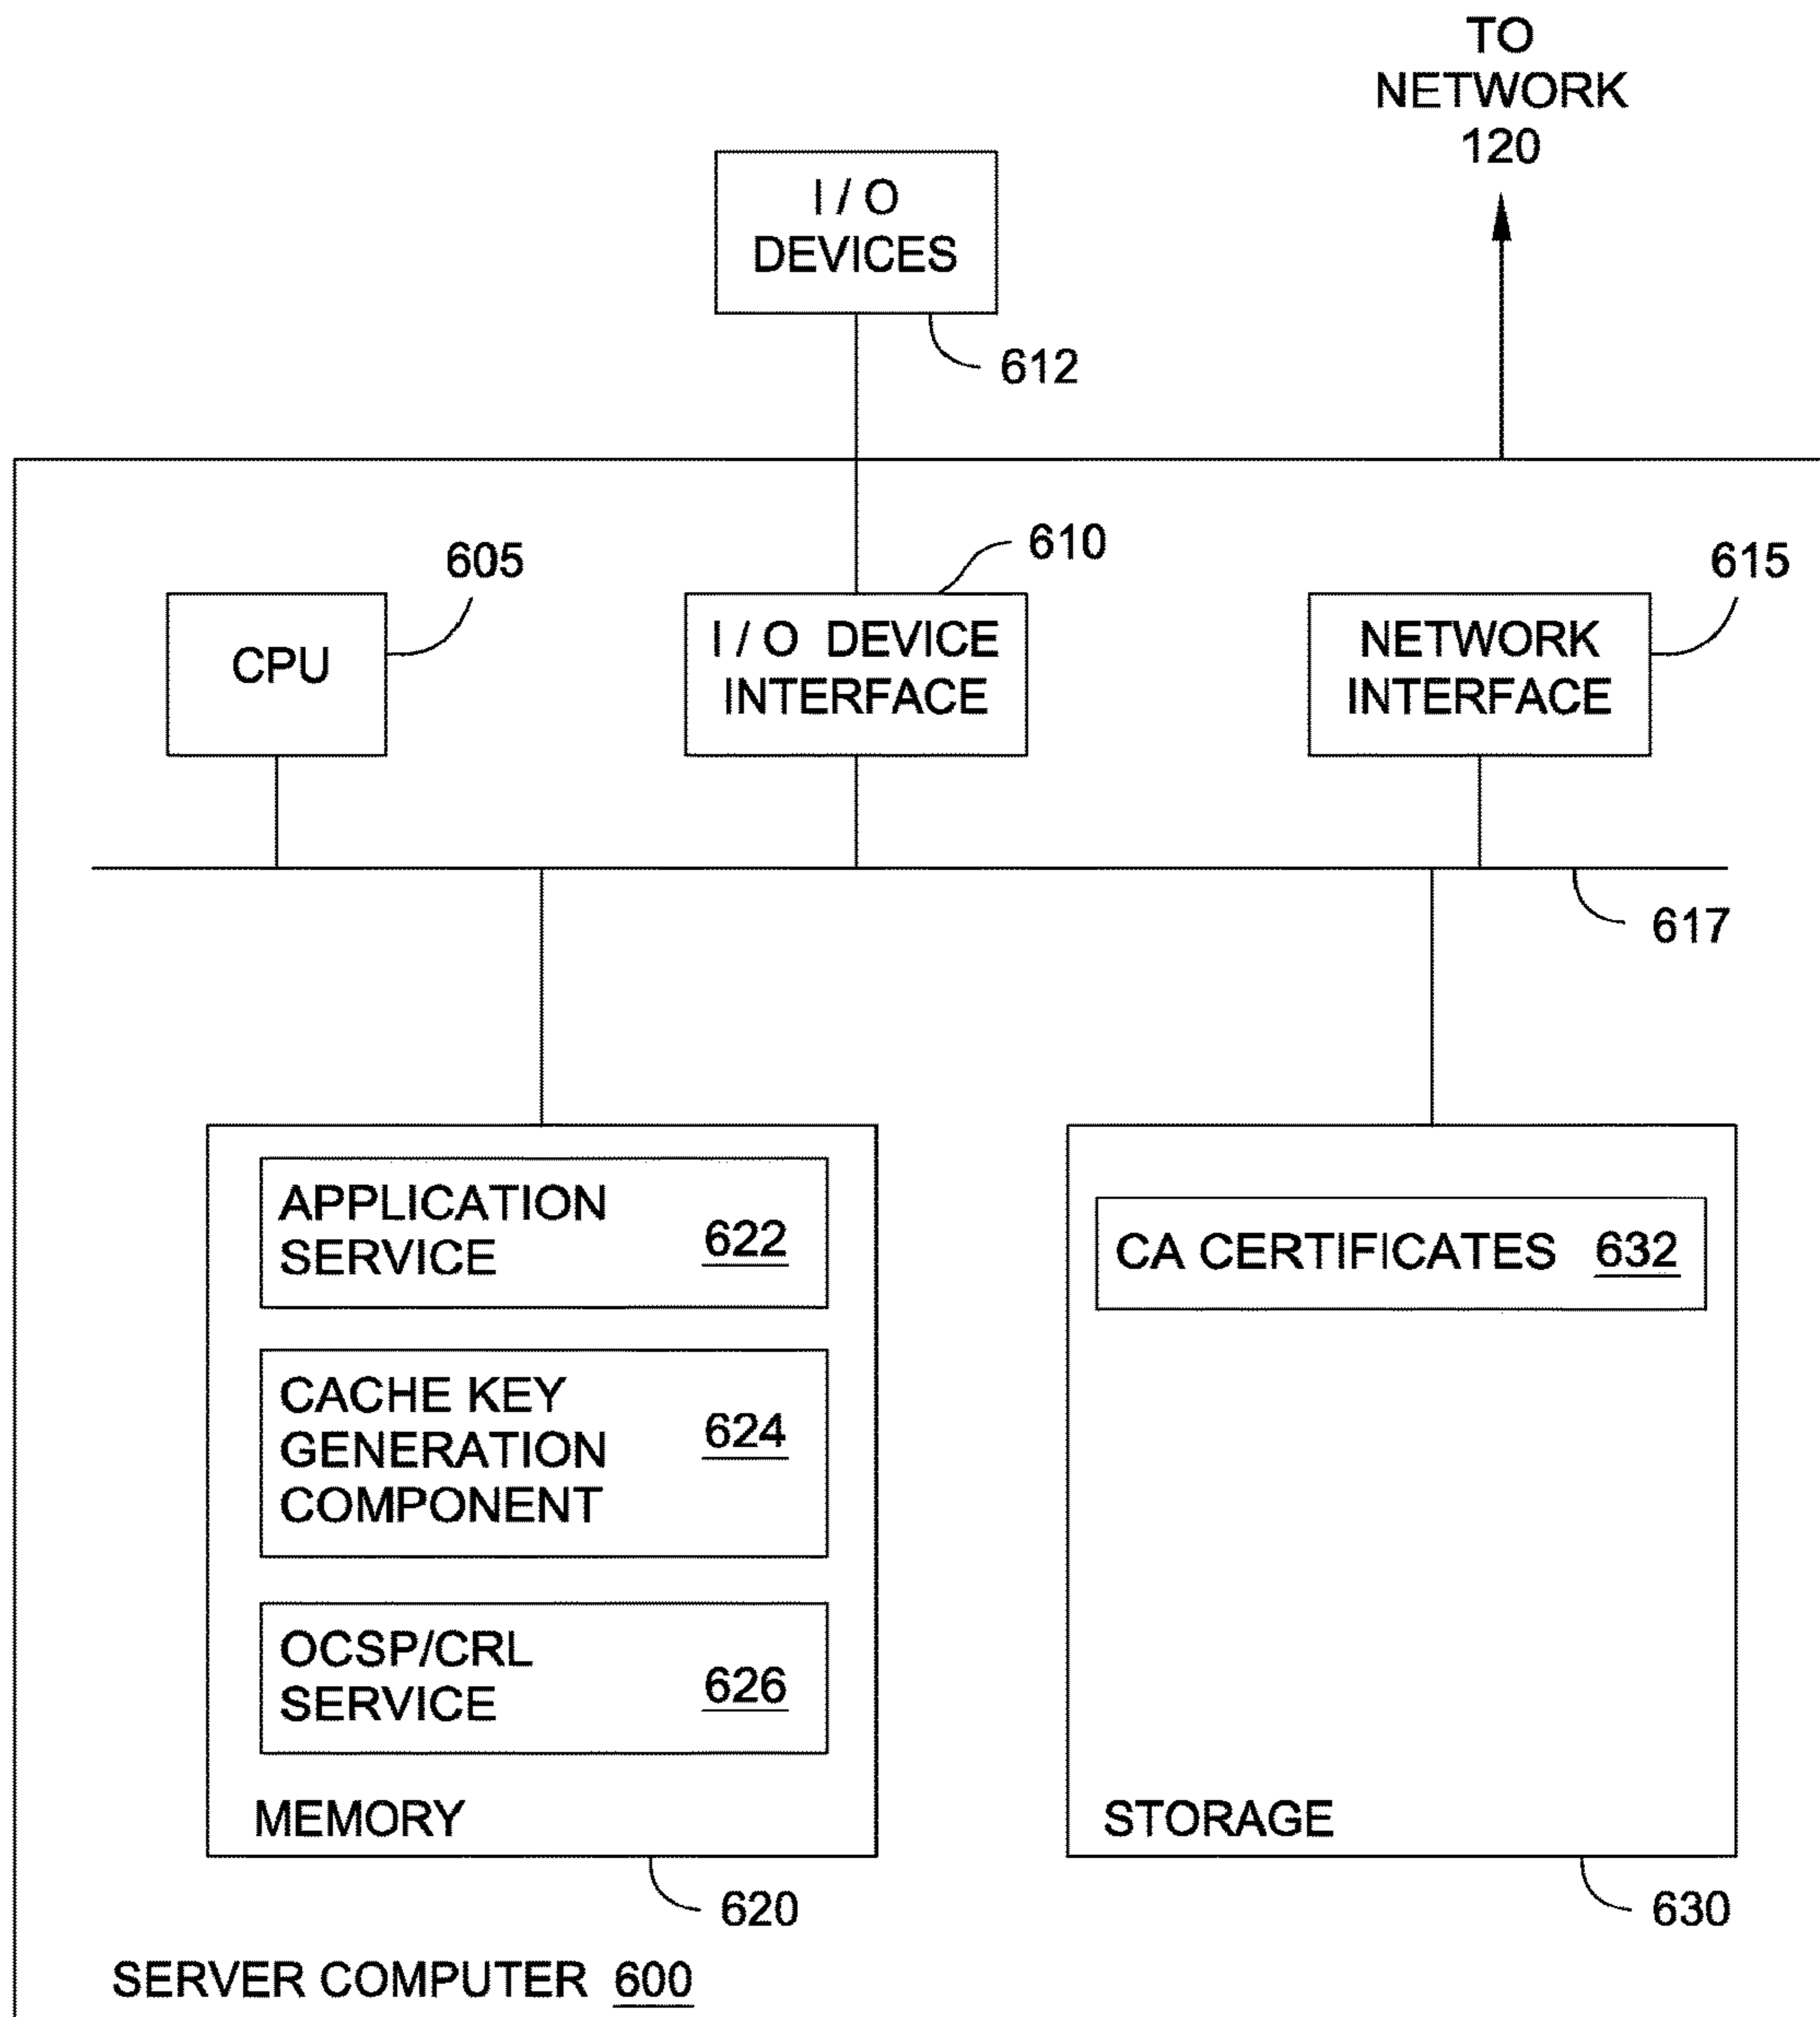 TO
NETWORK
120
I / O
DEVICES
612
605
610
615
CPU
I / O DEVICE
INTERFACE
NETWORK
INTERFACE
617
APPLICATION
SERVICE 622
CACHE KEY
GENERATION 624
COMPONENT
OCSP/CRL
SERVICE 626
MEMORY
620
CA CERTIFICATES 632
STORAGE
630
SERVER COMPUTER 600